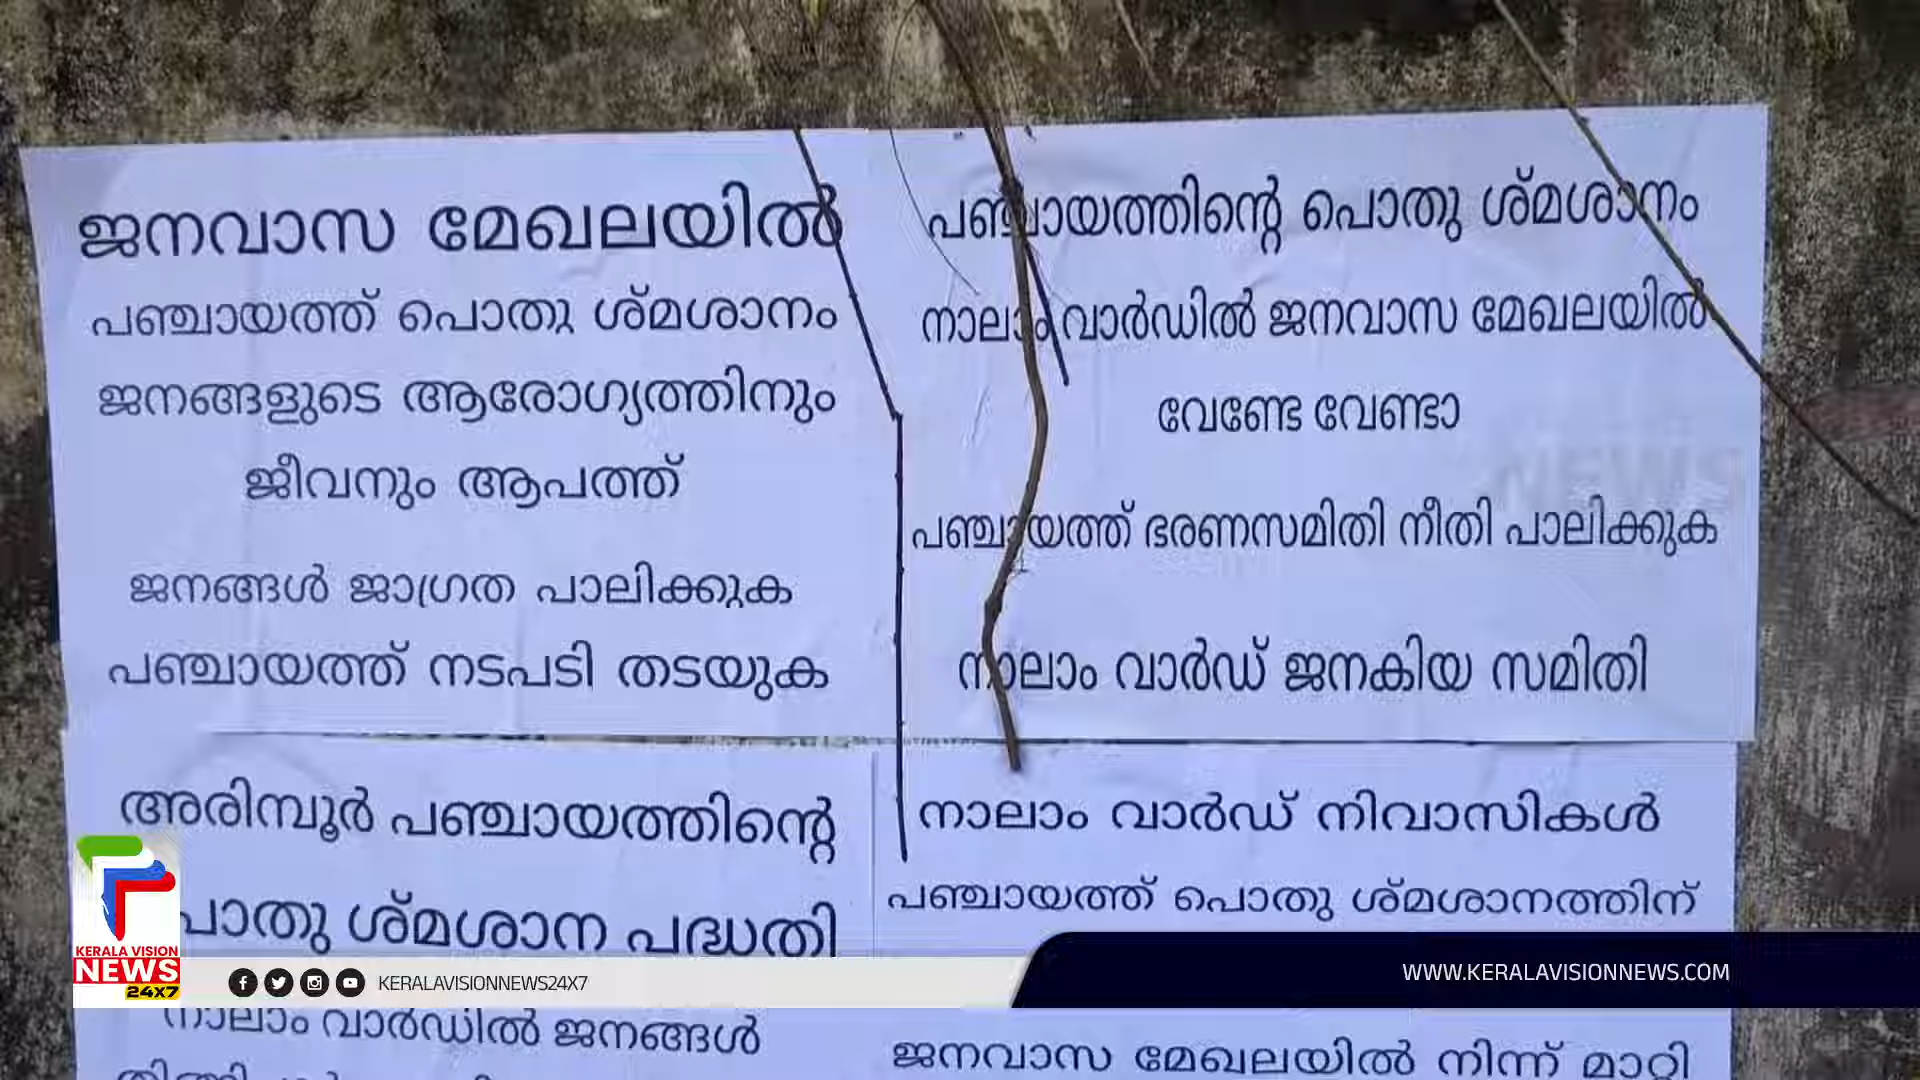 ജനവാസ മേഖലയിൽ
പഞ്ചായത്ത് പൊതു ശ്മശാനം
ജനങ്ങളുടെ ആരോഗ്യത്തിനും
ജീവനും ആപത്ത്
ജനങ്ങൾ ജാഗ്രത പാലിക്കുക
പഞ്ചായത്ത് നടപടി തടയുക
പഞ്ചായത്തിന്റെ പൊതു ശ്മശാനം
നാലാം വാർഡിൽ ജനവാസ മേഖലയിൽ
വേണ്ടേ വേണ്ടാ
പഞ്ചായത്ത് ഭരണസമിതി നീതി പാലിക്കുക
നാലാം വാർഡ് ജനകിയ സമിതി
അരിമ്പൂർ പഞ്ചായത്തിന്റെ
പൊതു ശ്മശാന പദ്ധതി
നാലാം വാർഡിൽ ജനങ്ങൾ
നാലാം വാർഡ് നിവാസികൾ
പഞ്ചായത്ത് പൊതു ശ്മശാനത്തിന്
ജനവാസ മേഖലയിൽ നിന്ന് മാറ്റി
NEWS
KERALA VISION
NEWS
24X7
KERALAVISIONNEWS24X7
WWW.KERALAVISIONNEWS.COM